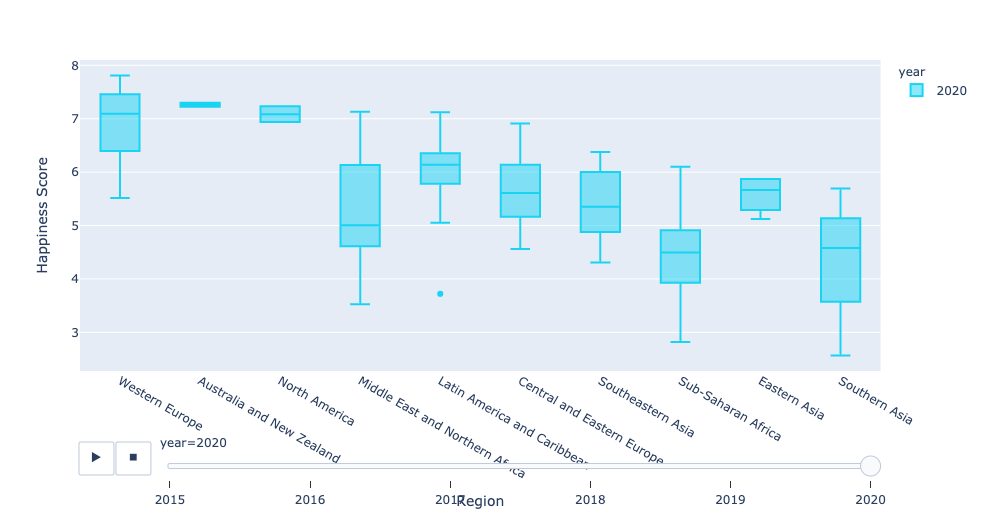 8
7
6
5
4
3
Happiness Score
year
2020
Western Europe
Australia and New Zealand
North America
Middle East and Northern Africa
Latin America and Caribbean
Central and Eastern Europe
Southeastern Asia
Sub-Saharan Africa
Eastern Asia
Southern Asia
year=2020
2015 2016 2017 2018 2019 2020
Region